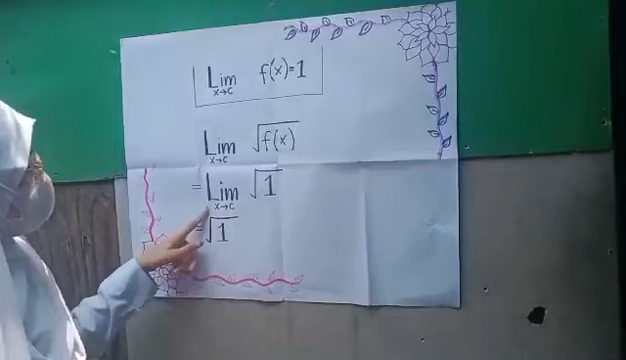 Lim x→c f(x)=1
Lim x→c √f(x)
= Lim x→c √1
= √1